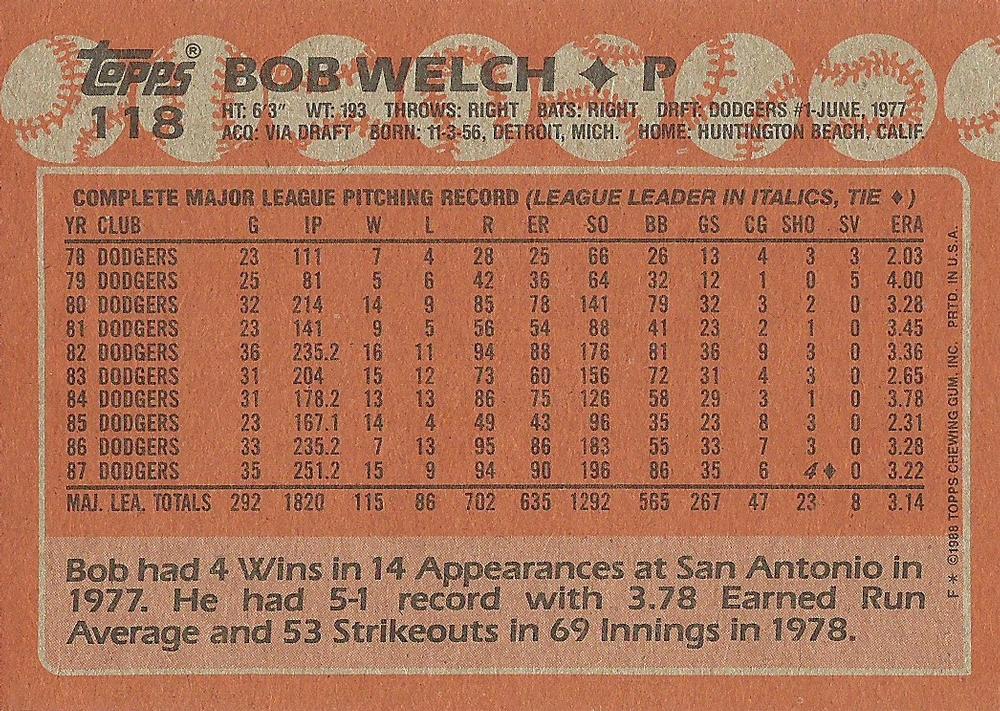 topps® BOB WELCH ♦ P
118 HT: 6'3" WT: 193 THROWS: RIGHT BATS: RIGHT DRFT: DODGERS #1-JUNE, 1977
ACQ: VIA DRAFT BORN: 11-3-56, DETROIT, MICH. HOME: HUNTINGTON BEACH, CALIF.
COMPLETE MAJOR LEAGUE PITCHING RECORD (LEAGUE LEADER IN ITALICS, TIE ♦)
YR CLUB G IP W L R ER SO BB GS CG SHO SV ERA
78 DODGERS 23 111 7 4 28 25 66 26 13 4 3 3 2.03
79 DODGERS 25 81 5 6 42 36 64 32 12 1 0 5 4.00
80 DODGERS 32 214 14 9 85 78 141 79 32 3 2 0 3.28
81 DODGERS 23 141 9 5 56 54 88 41 23 2 1 0 3.45
82 DODGERS 36 235.2 16 11 94 88 176 81 36 9 3 0 3.36
83 DODGERS 31 204 15 12 73 60 156 72 31 4 3 0 2.65
84 DODGERS 31 178.2 13 13 86 75 126 58 29 3 1 0 3.78
85 DODGERS 23 167.1 14 4 49 43 96 35 23 8 3 0 2.31
86 DODGERS 33 235.2 7 13 95 86 183 55 33 7 3 0 3.28
87 DODGERS 35 251.2 15 9 94 90 196 86 35 6 4♦ 0 3.22
MAJ. LEA. TOTALS 292 1820 115 86 702 635 1292 565 267 47 23 8 3.14
Bob had 4 Wins in 14 Appearances at San Antonio in
1977. He had 5-1 record with 3.78 Earned Run
Average and 53 Strikeouts in 69 Innings in 1978.
F * ©1988 TOPPS CHEWING GUM, INC. PRTD. IN U.S.A.